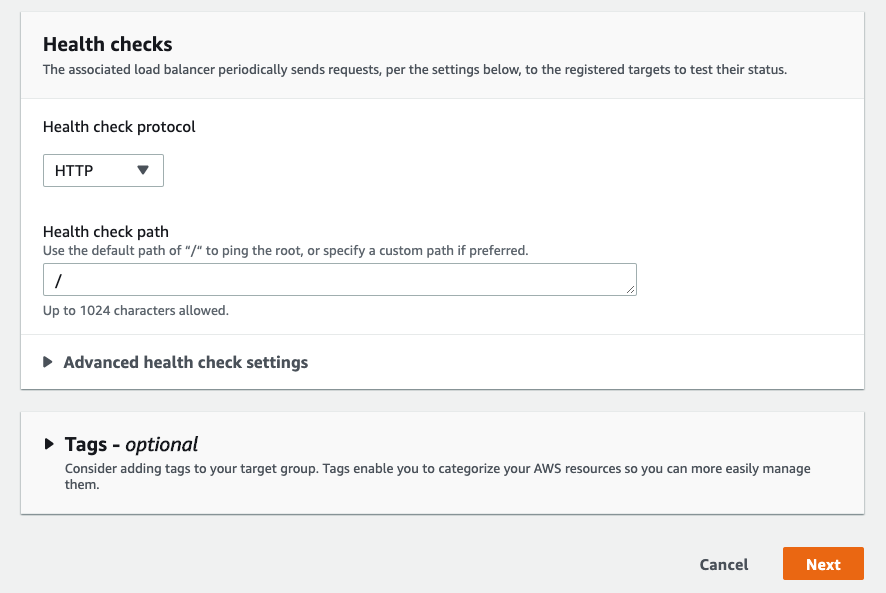 Health checks
The associated load balancer periodically sends requests, per the settings below, to the registered targets to test their status.
Health check protocol
HTTP
Health check path
Use the default path of “/“ to ping the root, or specify a custom path if preferred.
/
Up to 1024 characters allowed.
Advanced health check settings
Tags - optional
Consider adding tags to your target group. Tags enable you to categorize your AWS resources so you can more easily manage
them.
Cancel
Next